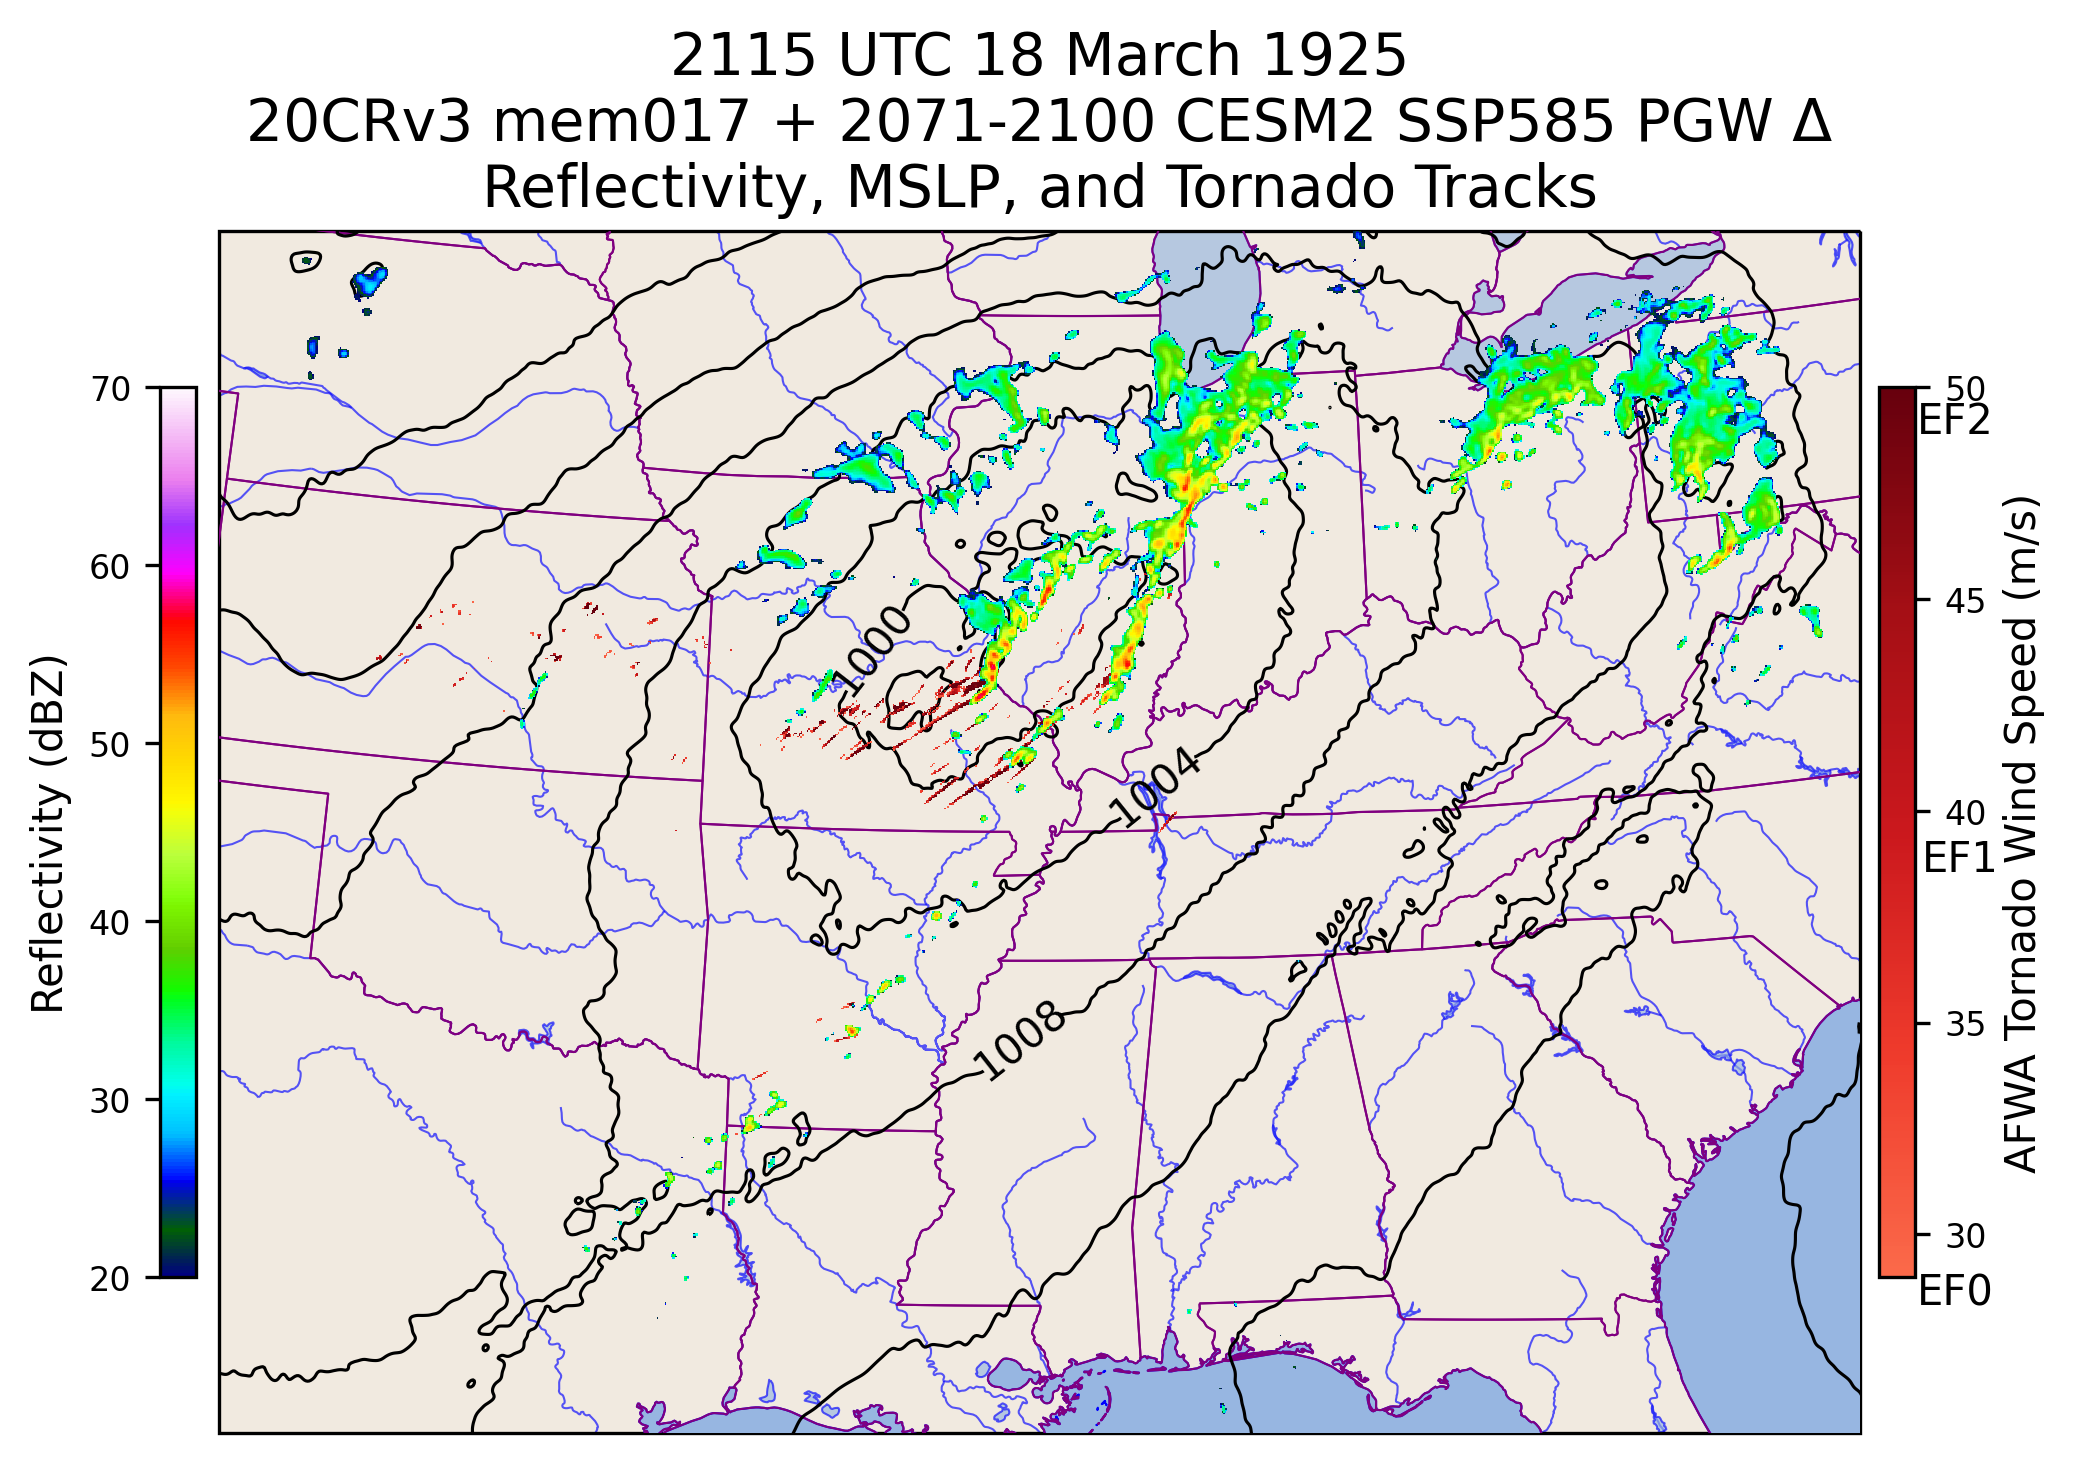 2115 UTC 18 March 1925
20CRv3 mem017 + 2071-2100 CESM2 SSP585 PGW Δ
Reflectivity, MSLP, and Tornado Tracks
70
60
50
40
30
20
Reflectivity (dBZ)
1000
1004
1008
50
EF2
45
40
EF1
35
30
EF0
AFWA Tornado Wind Speed (m/s)